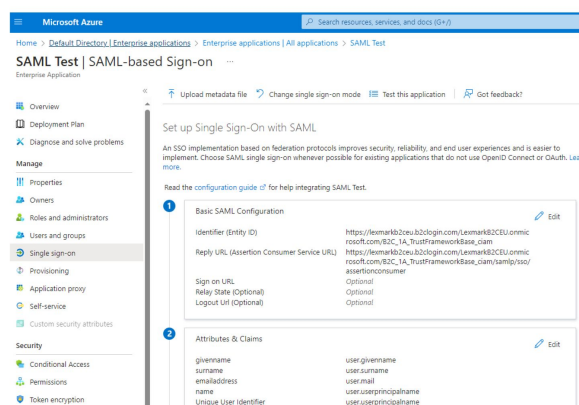 Microsoft Azure
Search resources, services, and docs (G+/)
Home > Default Directory | Enterprise applications > Enterprise applications | All applications > SAML Test
SAML Test | SAML-based Sign-on ...
Enterprise Application
«
Upload metadata file Change single sign-on mode Test this application Got feedback?
Overview
Deployment Plan
Diagnose and solve problems
Manage
Properties
Owners
Roles and administrators
Users and groups
Single sign-on
Provisioning
Application proxy
Self-service
Custom security attributes
Security
Conditional Access
Permissions
Token encryption
Set up Single Sign-On with SAML
An SSO implementation based on federation protocols improves security, reliability, and end user experiences and is easier to
implement. Choose SAML single sign-on whenever possible for existing applications that do not use OpenID Connect or OAuth. Lea
more.
Read the configuration guide for help integrating SAML Test.
1
Basic SAML Configuration
Edit
Identifier (Entity ID) https://lexmarkb2ceu.b2clogin.com/LexmarkB2CEU.onmic
rosoft.com/B2C_1A_TrustFrameworkBase_ciam
Reply URL (Assertion Consumer Service URL) https://lexmarkb2ceu.b2clogin.com/LexmarkB2CEU.onmic
rosoft.com/B2C_1A_TrustFrameworkBase_ciam/samlp/sso/
assertionconsumer
Sign on URL Optional
Relay State (Optional) Optional
Logout Url (Optional) Optional
2
Attributes & Claims
Edit
givenname user.givenname
surname user.surname
emailaddress user.mail
name user.userprincipalname
Unique User Identifier user.userprincipalname